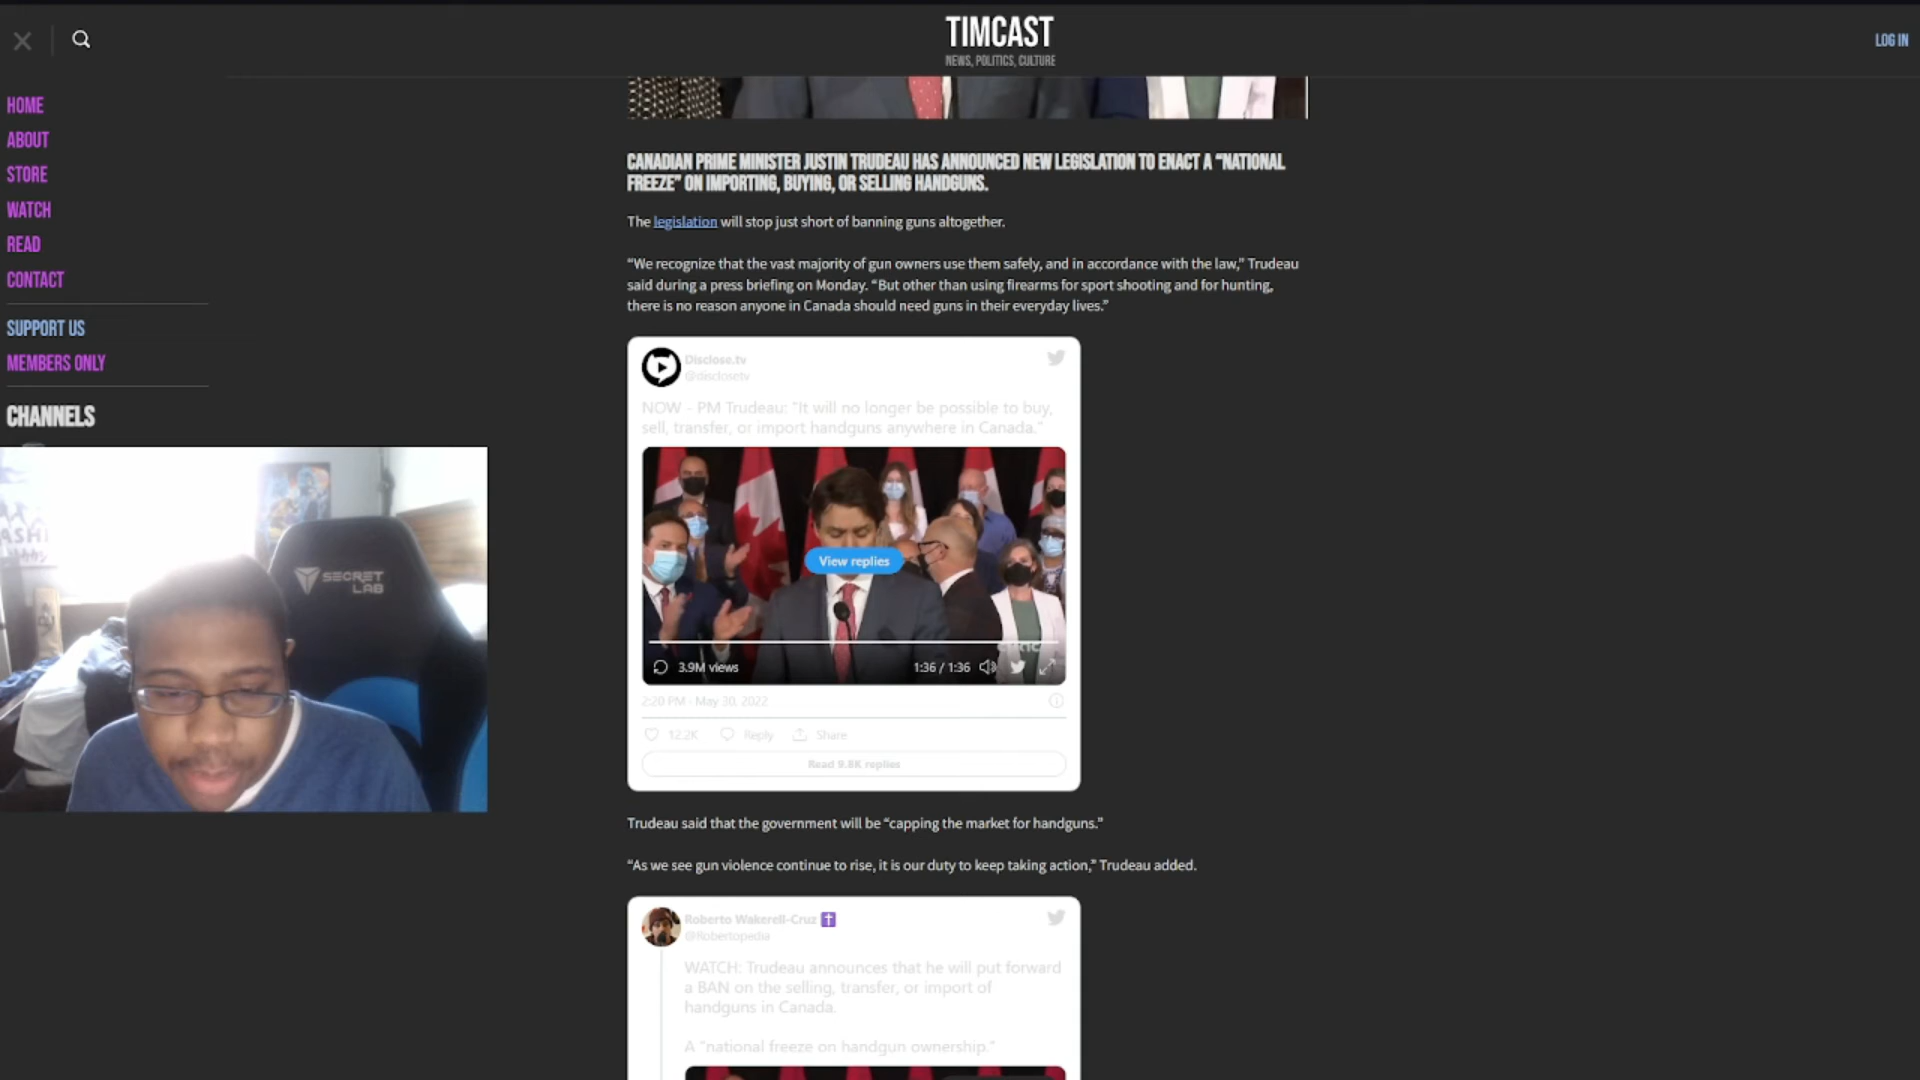 TIMCAST
NEWS, POLITICS, CULTURE
LOG IN
HOME
ABOUT
STORE
WATCH
READ
CONTACT
SUPPORT US
MEMBERS ONLY
CHANNELS
SECRET
LAB
CANADIAN PRIME MINISTER JUSTIN TRUDEAU HAS ANNOUNCED NEW LEGISLATION TO ENACT A “NATIONAL
FREEZE” ON IMPORTING, BUYING, OR SELLING HANDGUNS.
The legislation will stop just short of banning guns altogether.
“We recognize that the vast majority of gun owners use them safely, and in accordance with the law,” Trudeau
said during a press briefing on Monday. “But other than using firearms for sport shooting and for hunting,
there is no reason anyone in Canada should need guns in their everyday lives.”
Disclose.tv
@disclosetv
NOW - PM Trudeau: "It will no longer be possible to buy,
sell, transfer, or import handguns anywhere in Canada."
View replies
3.9M views
1:36 / 1:36
2:20 PM · May 30, 2022
12.2K
Reply
Share
Read 9.8K replies
Trudeau said that the government will be “capping the market for handguns.”
“As we see gun violence continue to rise, it is our duty to keep taking action,” Trudeau added.
Roberto Wakerell-Cruz
@Robertopedia
WATCH: Trudeau announces that he will put forward
a BAN on the selling, transfer, or import of
handguns in Canada.
A "national freeze on handgun ownership."